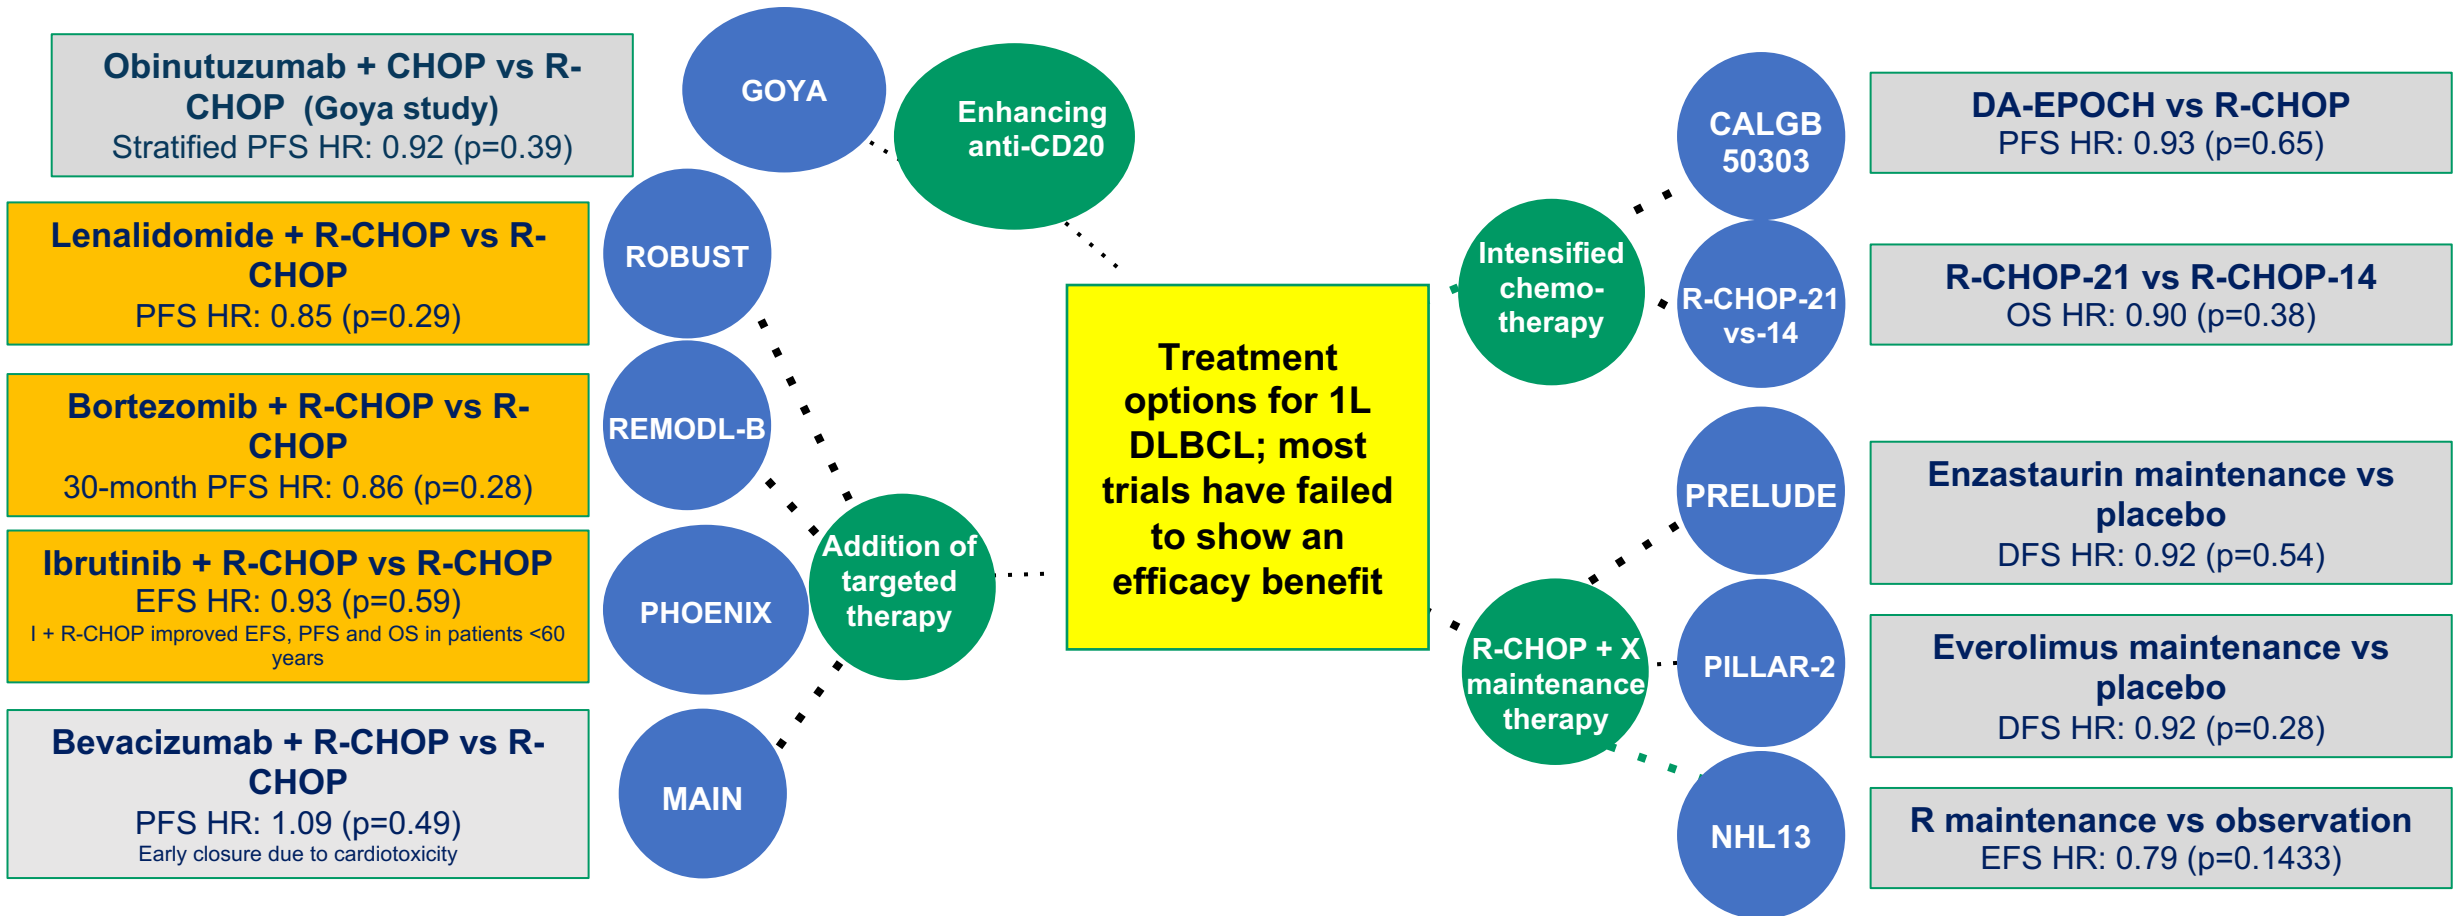 Obinutuzumab + CHOP vs R-
CHOP (Goya study)
Stratified PFS HR: 0.92 (p=0.39)
Lenalidomide + R-CHOP vs R-
CHOP
PFS HR: 0.85 (p=0.29)
Bortezomib + R-CHOP vs R-
CHOP
30-month PFS HR: 0.86 (p=0.28)
Ibrutinib + R-CHOP vs R-CHOP
EFS HR: 0.93 (p=0.59)
I + R-CHOP improved EFS, PFS and OS in patients <60
years
Bevacizumab + R-CHOP vs R-
CHOP
PFS HR: 1.09 (p=0.49)
Early closure due to cardiotoxicity
GOYA
ROBUST
REMODL-B
PHOENIX
MAIN
Enhancing
anti-CD20
Addition of
targeted
therapy
Treatment
options for 1L
DLBCL; most
trials have failed
to show an
efficacy benefit
Intensified
chemo-
therapy
R-CHOP + X
maintenance
therapy
CALGB
50303
R-CHOP-21
vs-14
PRELUDE
PILLAR-2
NHL13
DA-EPOCH vs R-CHOP
PFS HR: 0.93 (p=0.65)
R-CHOP-21 vs R-CHOP-14
OS HR: 0.90 (p=0.38)
Enzastaurin maintenance vs
placebo
DFS HR: 0.92 (p=0.54)
Everolimus maintenance vs
placebo
DFS HR: 0.92 (p=0.28)
R maintenance vs observation
EFS HR: 0.79 (p=0.1433)